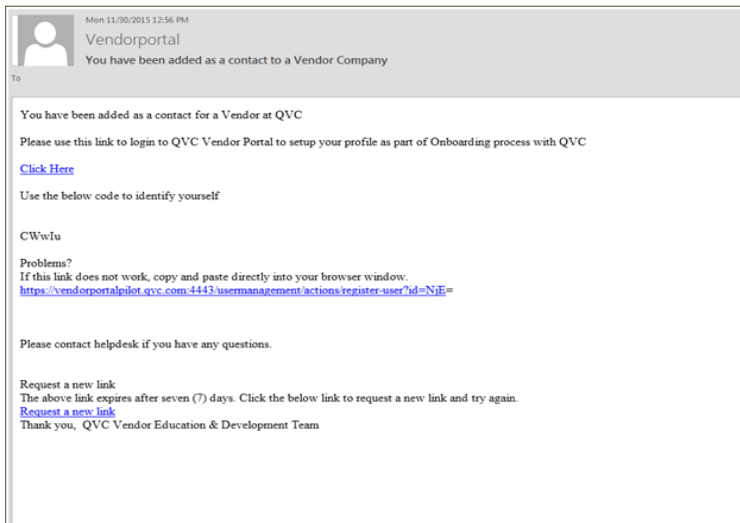 Mon 11/30/2015 12:56 PM
Vendorportal
You have been added as a contact to a Vendor Company
To
You have been added as a contact for a Vendor at QVC
Please use this link to login to QVC Vendor Portal to setup your profile as part of Onboarding process with QVC
Click Here
Use the below code to identify yourself
CWwIu
Problems?
If this link does not work, copy and paste directly into your browser window.
https://vendorportalpilot.qvc.com:4443/usermanagement/actions/register-user?id=NjE=
Please contact helpdesk if you have any questions.
Request a new link
The above link expires after seven (7) days. Click the below link to request a new link and try again.
Request a new link
Thank you,  QVC Vendor Education & Development Team